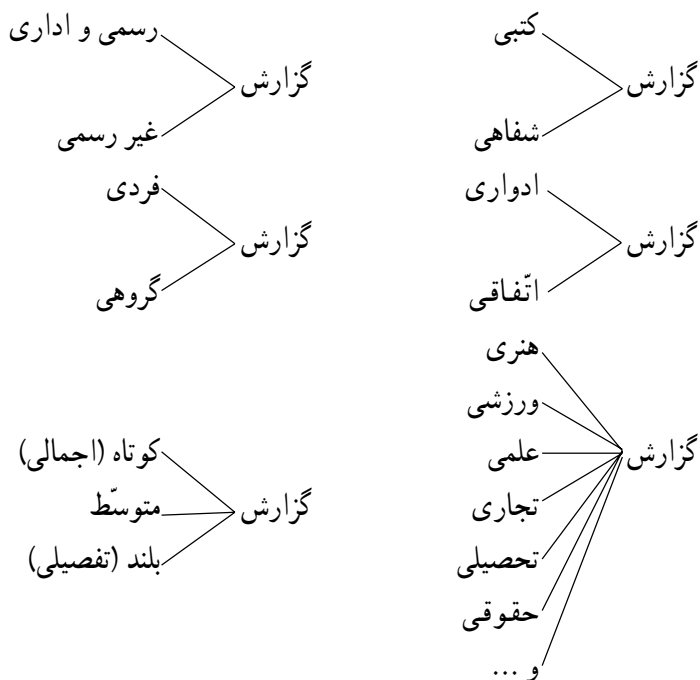 گزارش
کتبی
شفاهی
گزارش
رسمی و اداری
غیر رسمی
گزارش
ادواری
اتّفاقی
گزارش
فردی
گروهی
گزارش
هنری
ورزشی
علمی
تجاری
تحصیلی
حقوقی
و ...
گزارش
کوتاه (اجمالی)
متوسّط
بلند (تفصیلی)